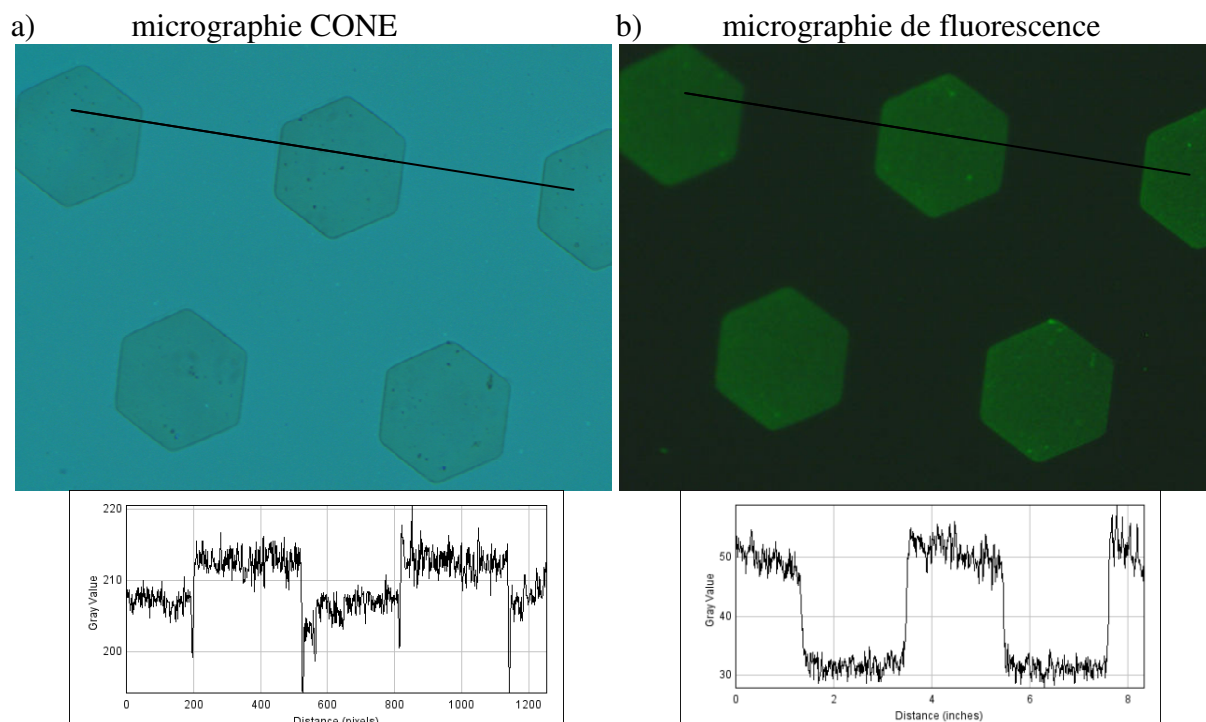 a) micrographie CONE
b) micrographie de fluorescence
220
210
200
Gray Value
0 200 400 600 800 1000 1200
Distance (pixels)
50
40
30
Gray Value
0 2 4 6 8
Distance (inches)